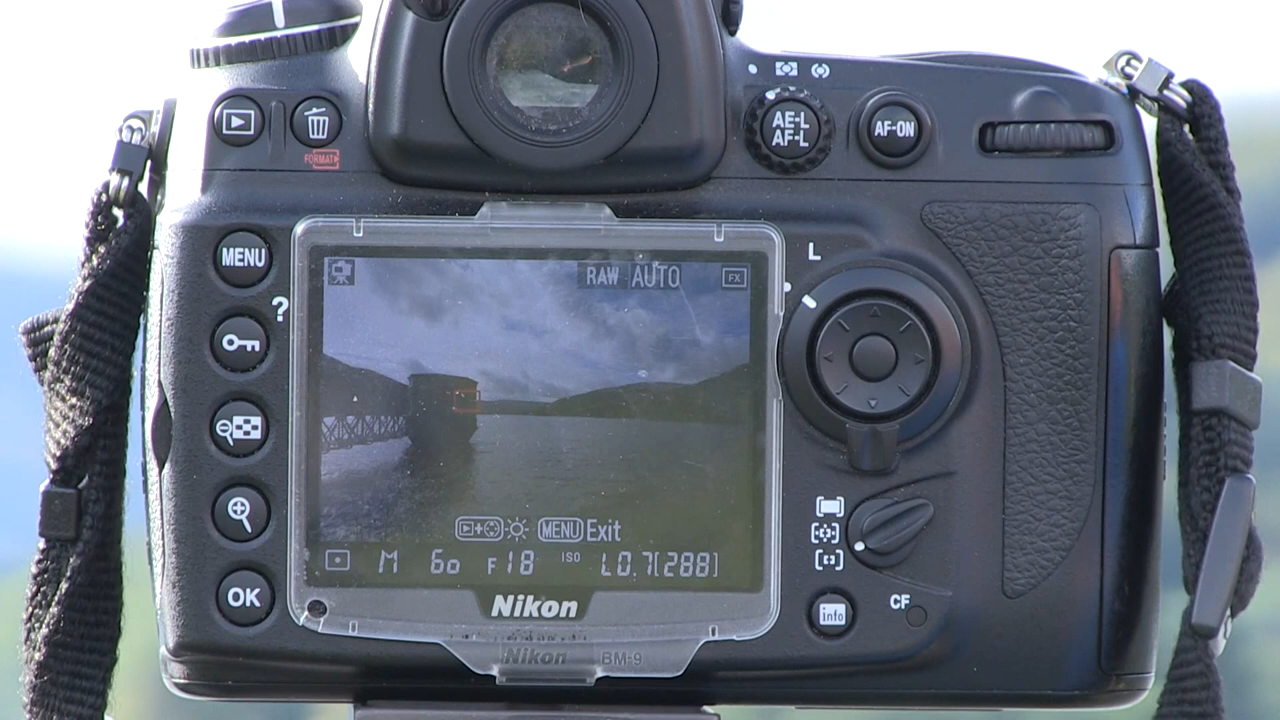 AE-L
AF-L
AF-ON
FORMAT
MENU
L
?
RAW AUTO
FX
MENU Exit
M 60 F18 ISO L0.7[288]
OK
Nikon
info
CF
Nikon BM-9